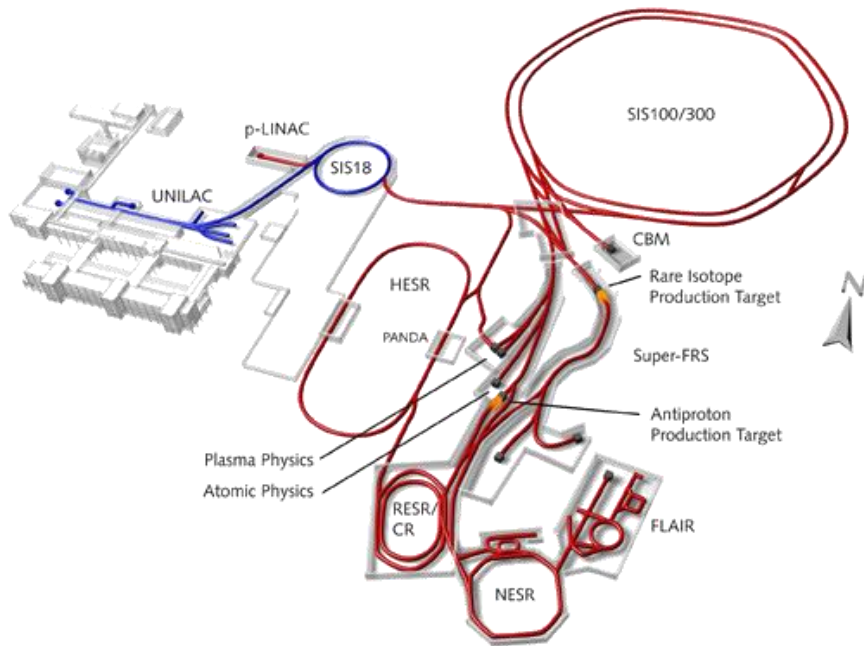 SIS100/300
p-LINAC
SIS18
UNILAC
CBM
HESR
Rare Isotope
Production Target
N
PANDA
Super-FRS
Antiproton
Production Target
Plasma Physics
Atomic Physics
RESR/
CR
FLAIR
NESR